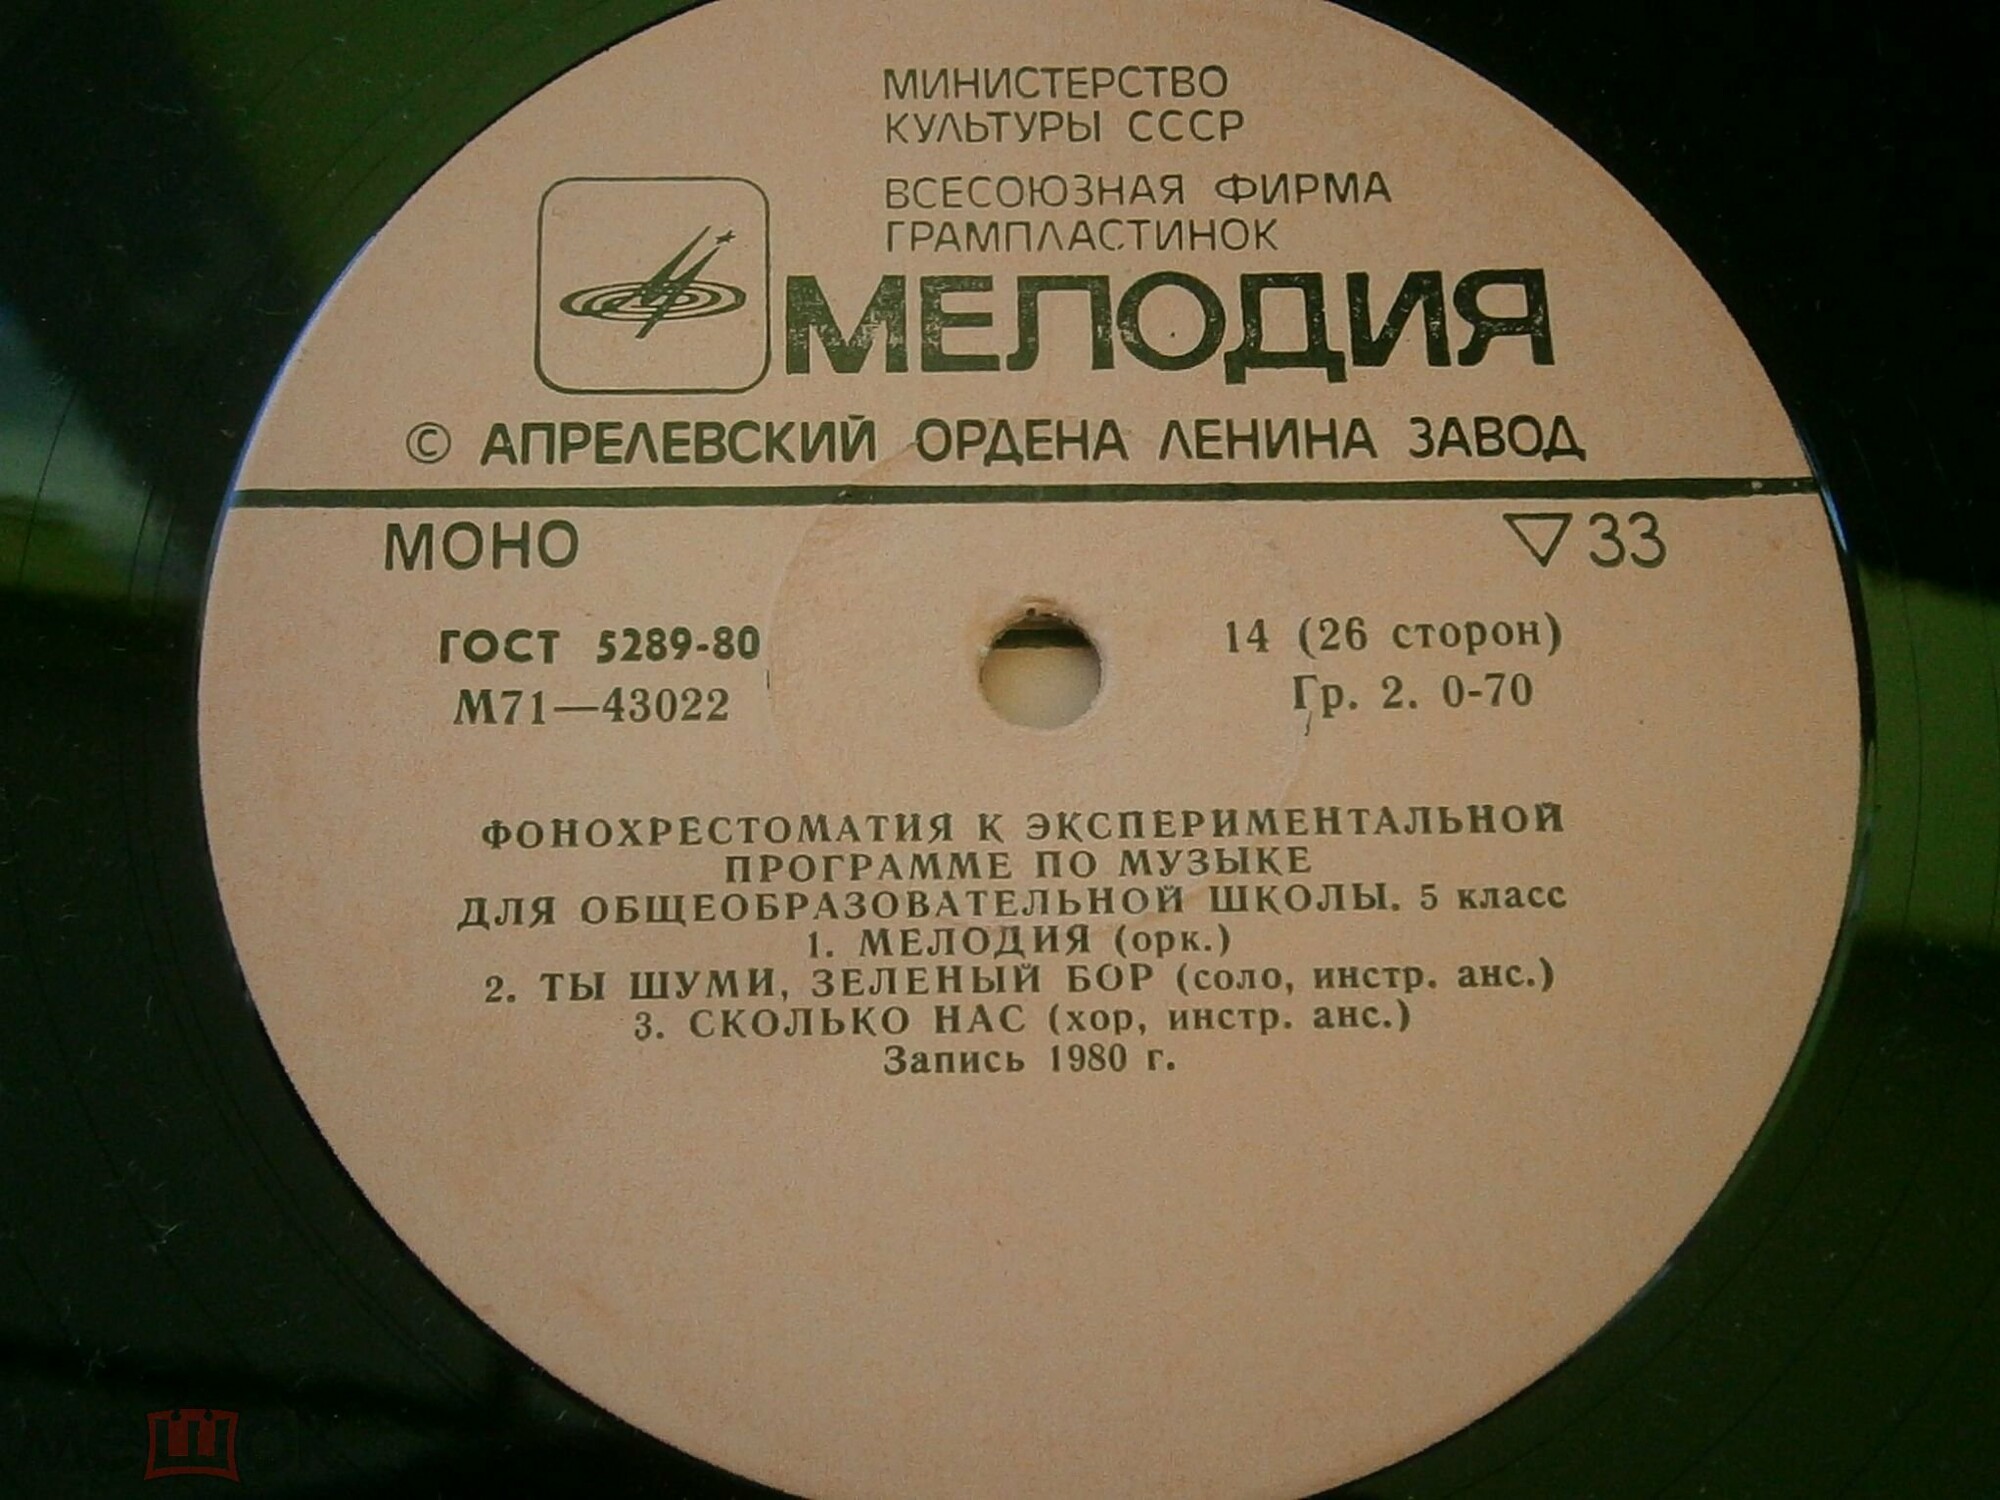 МИНИСТЕРСТВО
КУЛЬТУРЫ СССР
ВСЕСОЮЗНАЯ ФИРМА
ГРАМПЛАСТИНОК
МЕЛОДИЯ
© АПРЕЛЕВСКИЙ ОРДЕНА ЛЕНИНА ЗАВОД
МОНО ▽33
ГОСТ 5289-80 14 (26 сторон)
М71—43022 Гр. 2. 0-70
ФОНОХРЕСТОМАТИЯ К ЭКСПЕРИМЕНТАЛЬНОЙ
ПРОГРАММЕ ПО МУЗЫКЕ
ДЛЯ ОБЩЕОБРАЗОВАТЕЛЬНОЙ ШКОЛЫ. 5 класс
1. МЕЛОДИЯ (орк.)
2. ТЫ ШУМИ, ЗЕЛЕНЫЙ БОР (соло, инстр. анс.)
3. СКОЛЬКО НАС (хор, инстр. анс.)
Запись 1980 г.